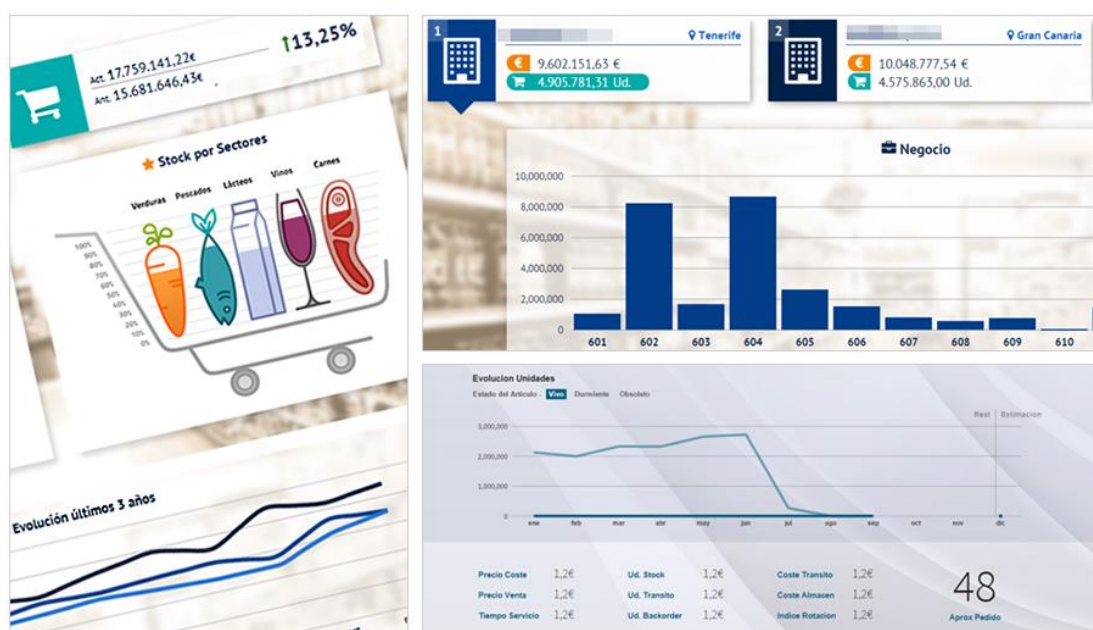 Act. 17.759.141,22€
Ant. 15.681.646,43€
↑13,25%
Stock por Sectores
Verduras Pescados Lácteos Vinos Carnes
100%
90%
80%
70%
60%
50%
40%
30%
20%
10%
0%
Evolución últimos 3 años
1
Tenerife
9.602.151,63 €
4.905.781,31 Ud.
2
Gran Canaria
10.048.777,54 €
4.575.863,00 Ud.
Negocio
10,000,000
8,000,000
6,000,000
4,000,000
2,000,000
0
601 602 603 604 605 606 607 608 609 610
Evolucion Unidades
Estado del Articulo - Vivo Durmiente Obsoleto
Real Estimacion
3,000,000
2,000,000
1,000,000
0
ene feb mar abr may jun jul ago sep oct nov dic
Precio Coste 1,2€ Ud. Stock 1,2€ Coste Transito 1,2€
Precio Venta 1,2€ Ud. Transito 1,2€ Coste Almacen 1,2€
Tiempo Servicio 1,2€ Ud. Backorder 1,2€ Indice Rotacion 1,2€
48
Aprox Pedido